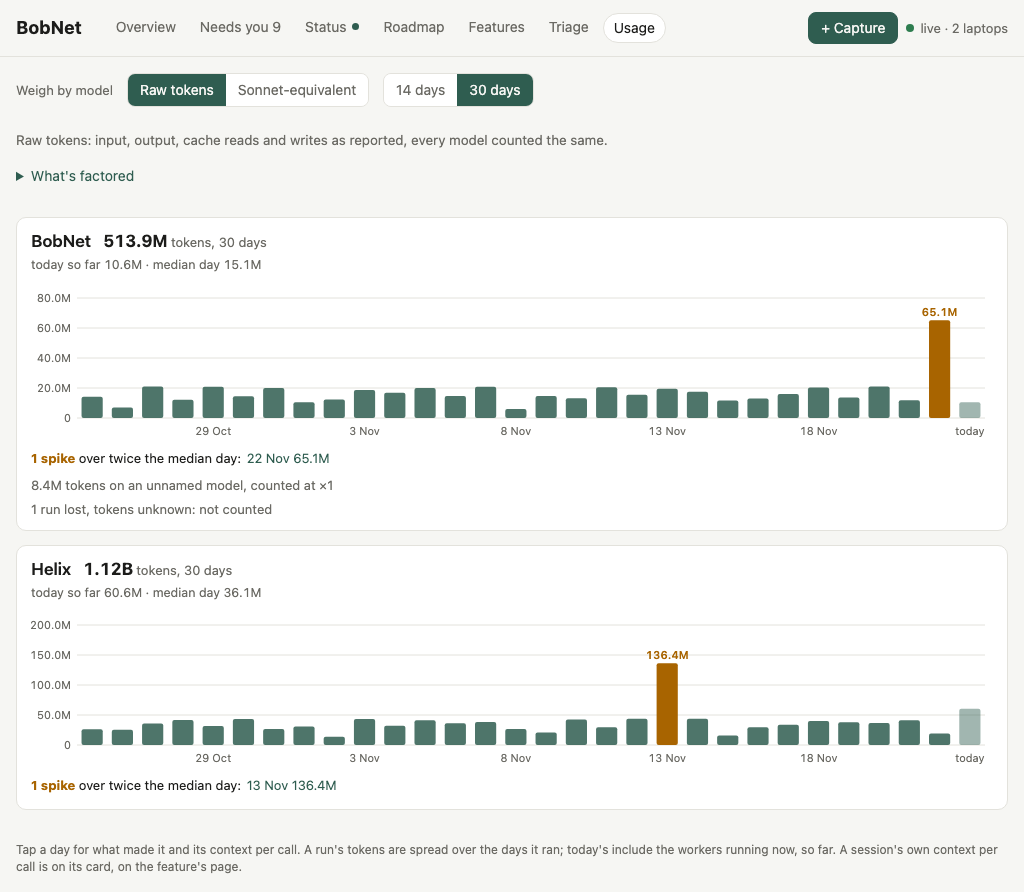 BobNet Overview Needs you 9 Status Roadmap Features Triage Usage + Capture live · 2 laptops
Weigh by model Raw tokens Sonnet-equivalent 14 days 30 days
Raw tokens: input, output, cache reads and writes as reported, every model counted the same.
What's factored
BobNet 513.9M tokens, 30 days
today so far 10.6M · median day 15.1M
80.0M
65.1M
60.0M
40.0M
20.0M
0
29 Oct 3 Nov 8 Nov 13 Nov 18 Nov today
1 spike over twice the median day: 22 Nov 65.1M
8.4M tokens on an unnamed model, counted at ×1
1 run lost, tokens unknown: not counted
Helix 1.12B tokens, 30 days
today so far 60.6M · median day 36.1M
200.0M
150.0M 136.4M
100.0M
50.0M
0
29 Oct 3 Nov 8 Nov 13 Nov 18 Nov today
1 spike over twice the median day: 13 Nov 136.4M
Tap a day for what made it and its context per call. A run's tokens are spread over the days it ran; today's include the workers running now, so far. A session's own context per
call is on its card, on the feature's page.